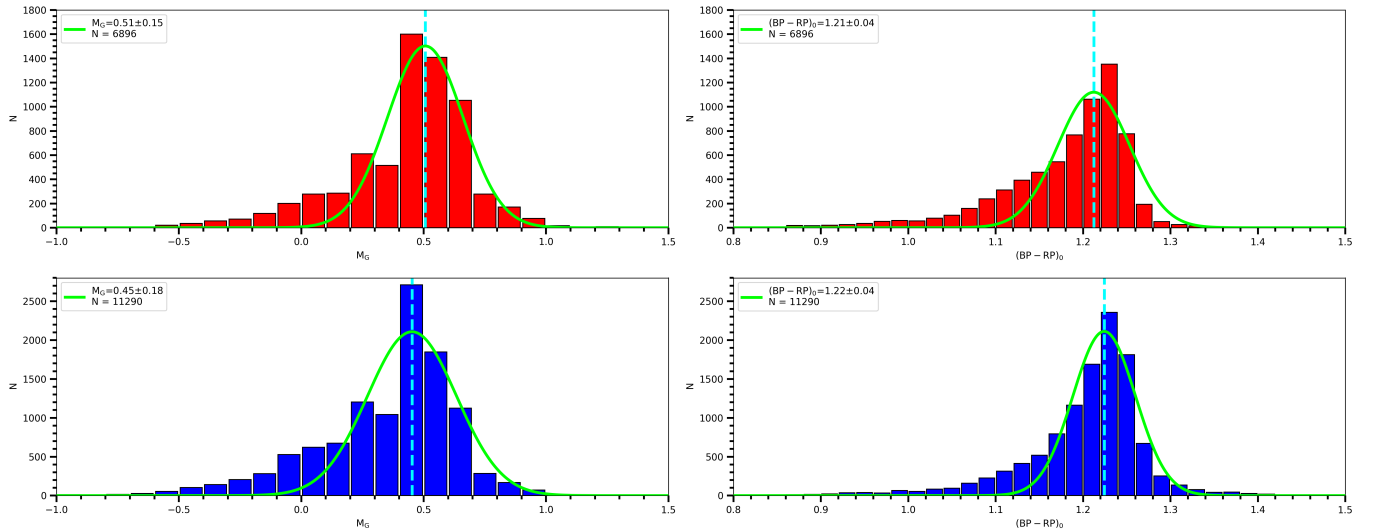 1800
1600
1400
1200
1000
800
600
400
200
0
N
M_G=0.51±0.15
N = 6896
−1.0 −0.5 0.0 0.5 1.0 1.5
M_G
1800
1600
1400
1200
1000
800
600
400
200
0
N
(BP − RP)_0=1.21±0.04
N = 6896
0.8 0.9 1.0 1.1 1.2 1.3 1.4 1.5
(BP − RP)_0
2500
2000
1500
1000
500
0
N
M_G=0.45±0.18
N = 11290
−1.0 −0.5 0.0 0.5 1.0 1.5
M_G
2500
2000
1500
1000
500
0
N
(BP − RP)_0=1.22±0.04
N = 11290
0.8 0.9 1.0 1.1 1.2 1.3 1.4 1.5
(BP − RP)_0